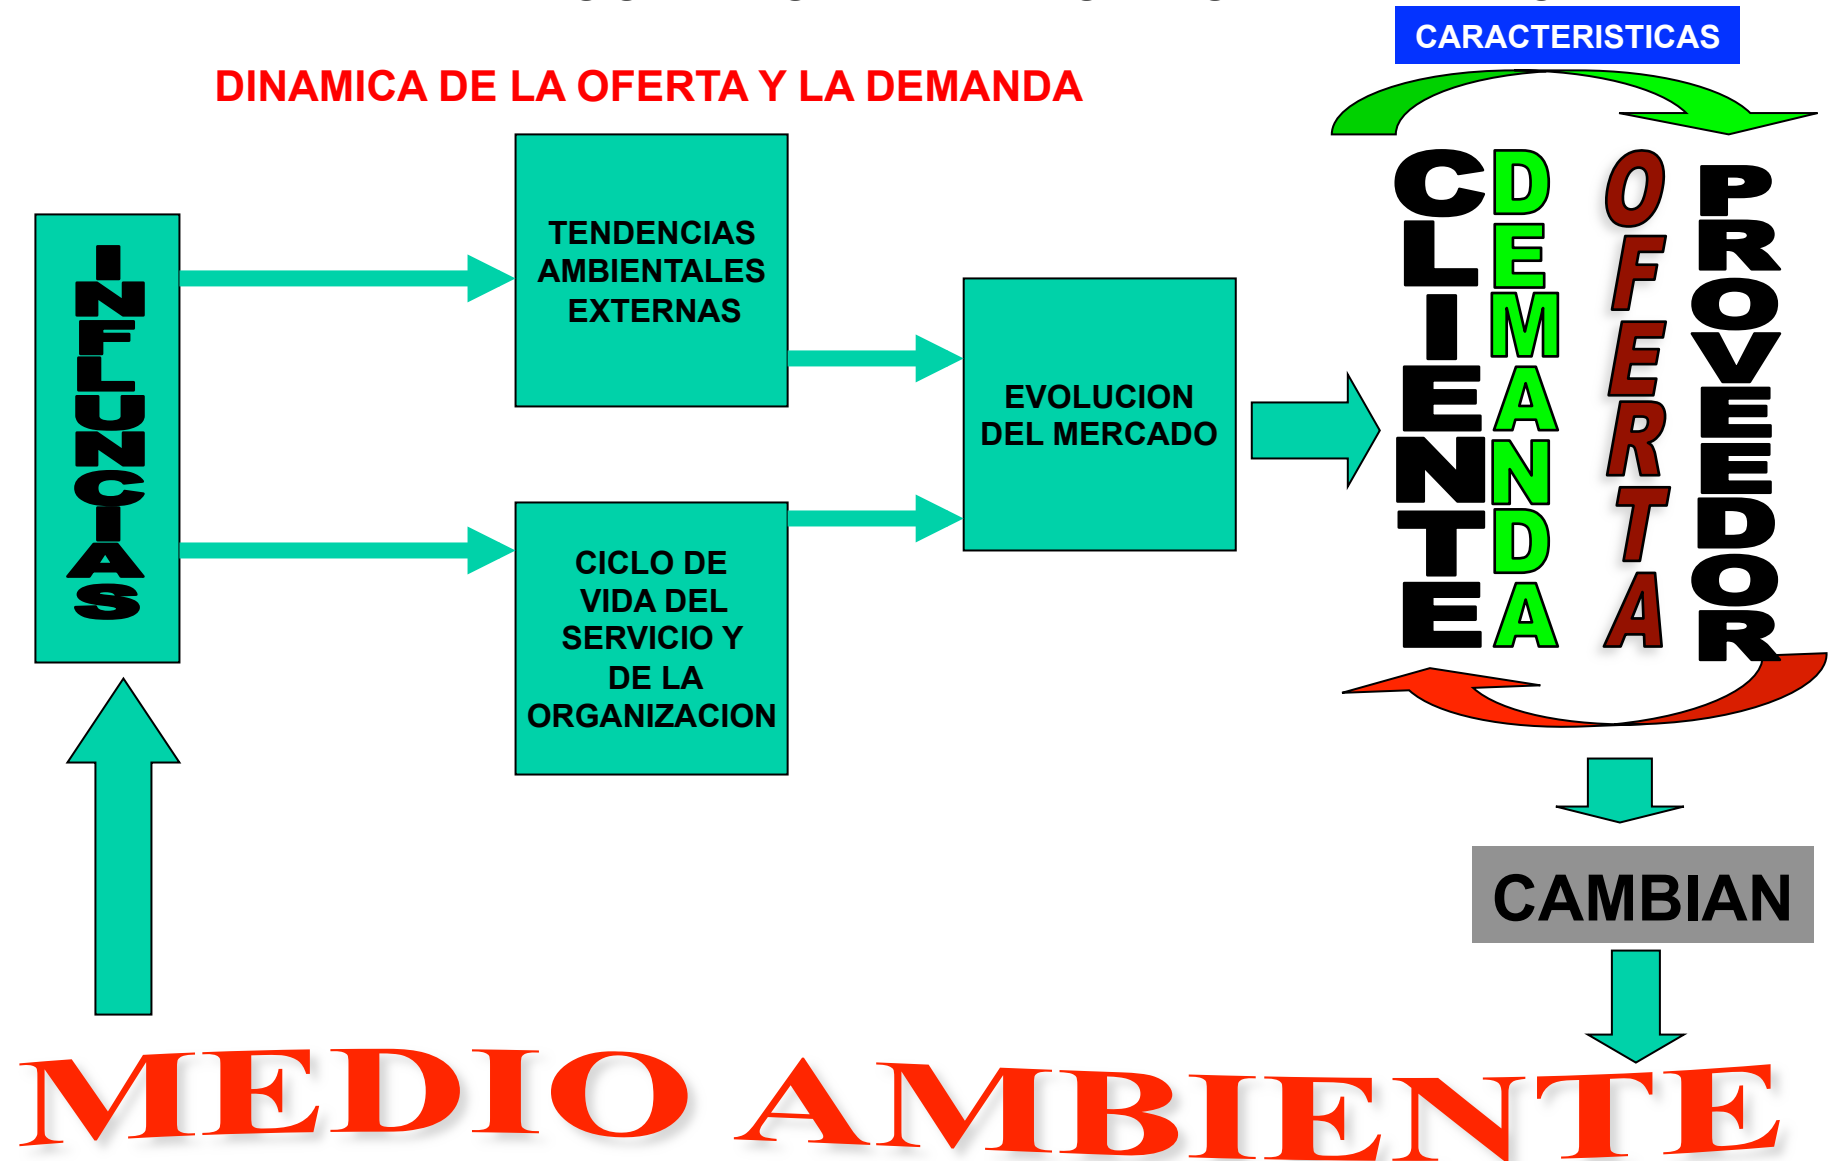 CARACTERISTICAS
DINAMICA DE LA OFERTA Y LA DEMANDA
INFLUNCIAS
TENDENCIAS
AMBIENTALES
EXTERNAS
CICLO DE
VIDA DEL
SERVICIO Y
DE LA
ORGANIZACION
EVOLUCION
DEL MERCADO
CLIENTE
DEMANDA
OFERTA
PROVEEDOR
CAMBIAN
MEDIO AMBIENTE